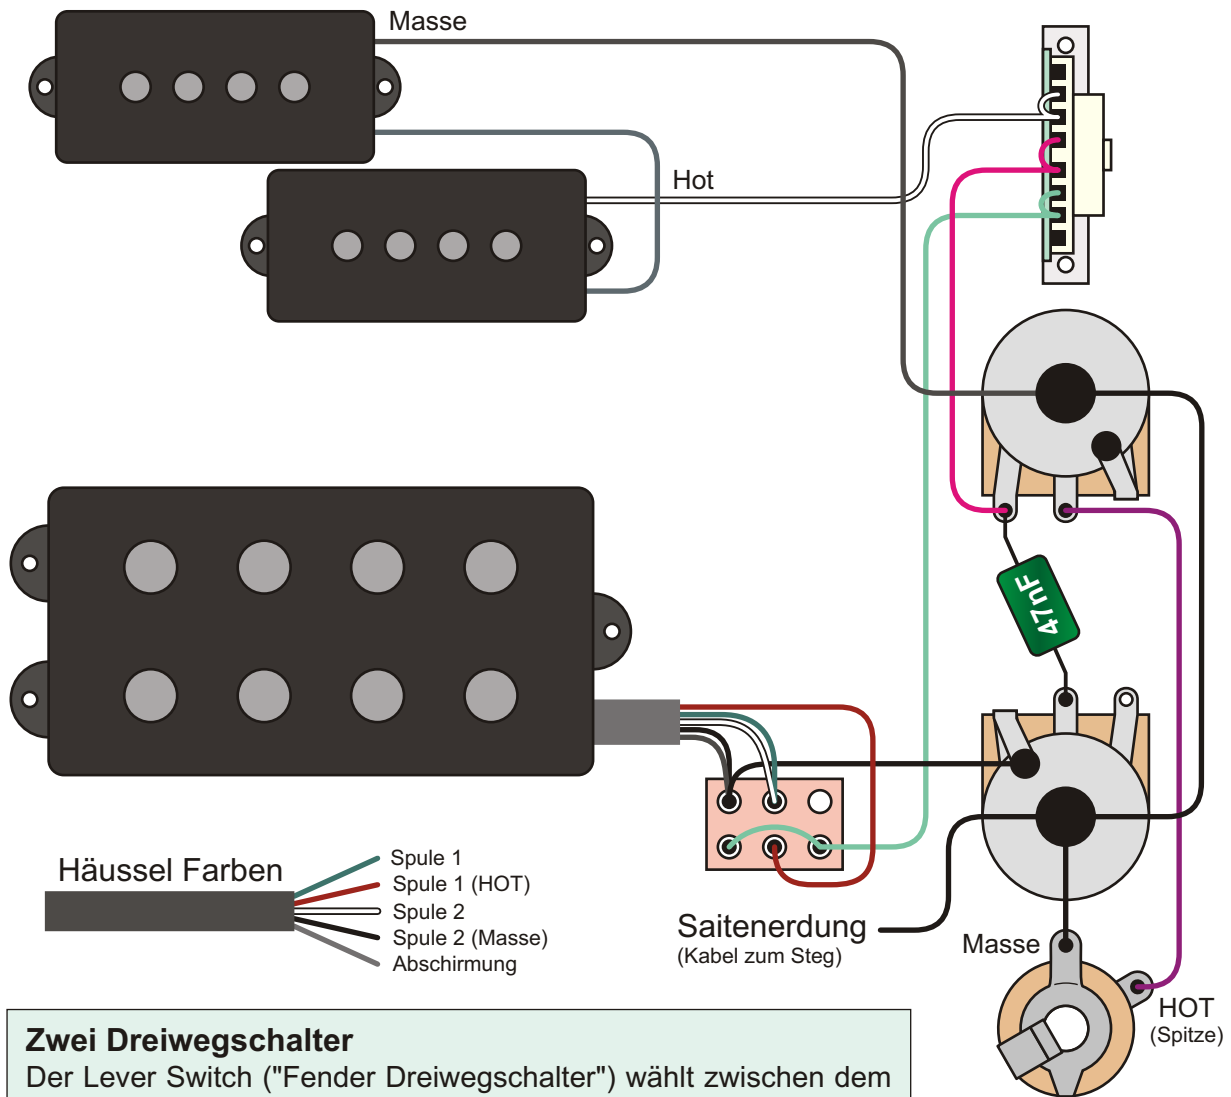 Masse
Hot
47nF
Häussel Farben
Spule 1
Spule 1 (HOT)
Spule 2
Spule 2 (Masse)
Abschirmung
Saitenerdung
(Kabel zum Steg)
Masse
HOT
(Spitze)
Zwei Dreiwegschalter
Der Lever Switch ("Fender Dreiwegschalter") wählt zwischen dem